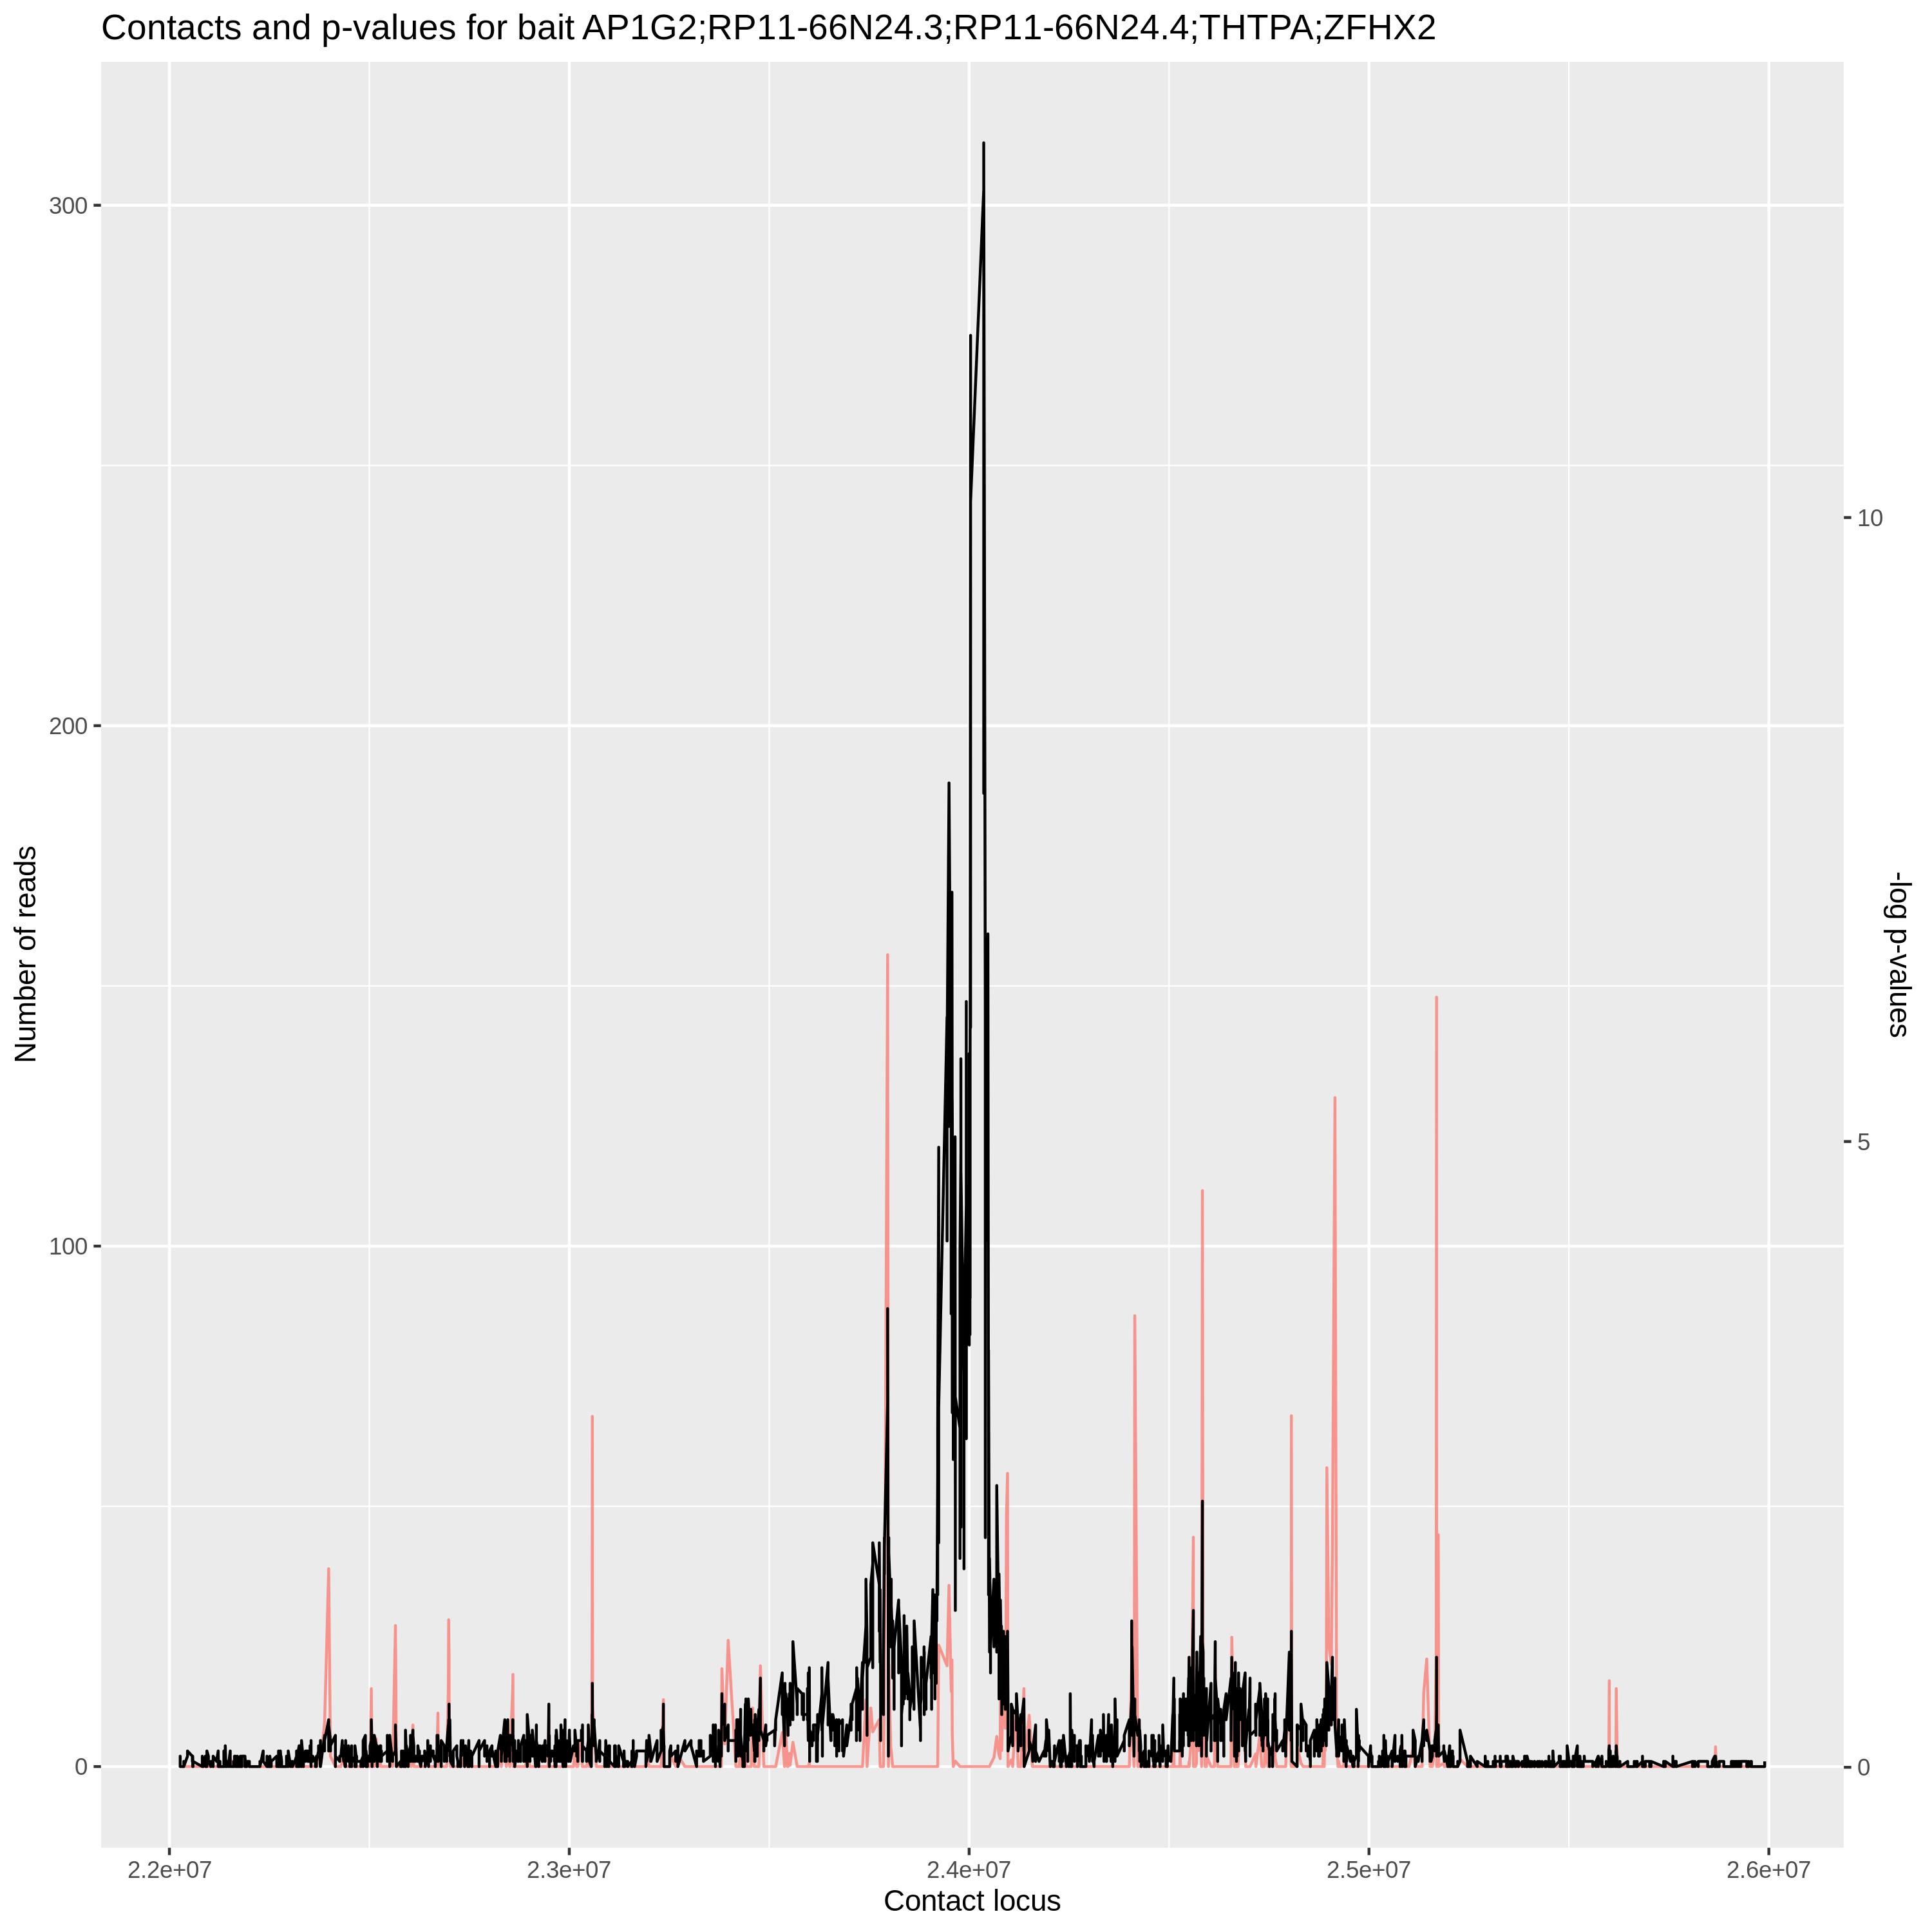 Contacts and p-values for bait AP1G2;RP11-66N24.3;RP11-66N24.4;THTPA;ZFHX2
300
200
100
0
Number of reads
10
5
0
-log p-values
2.2e+07 2.3e+07 2.4e+07 2.5e+07 2.6e+07
Contact locus